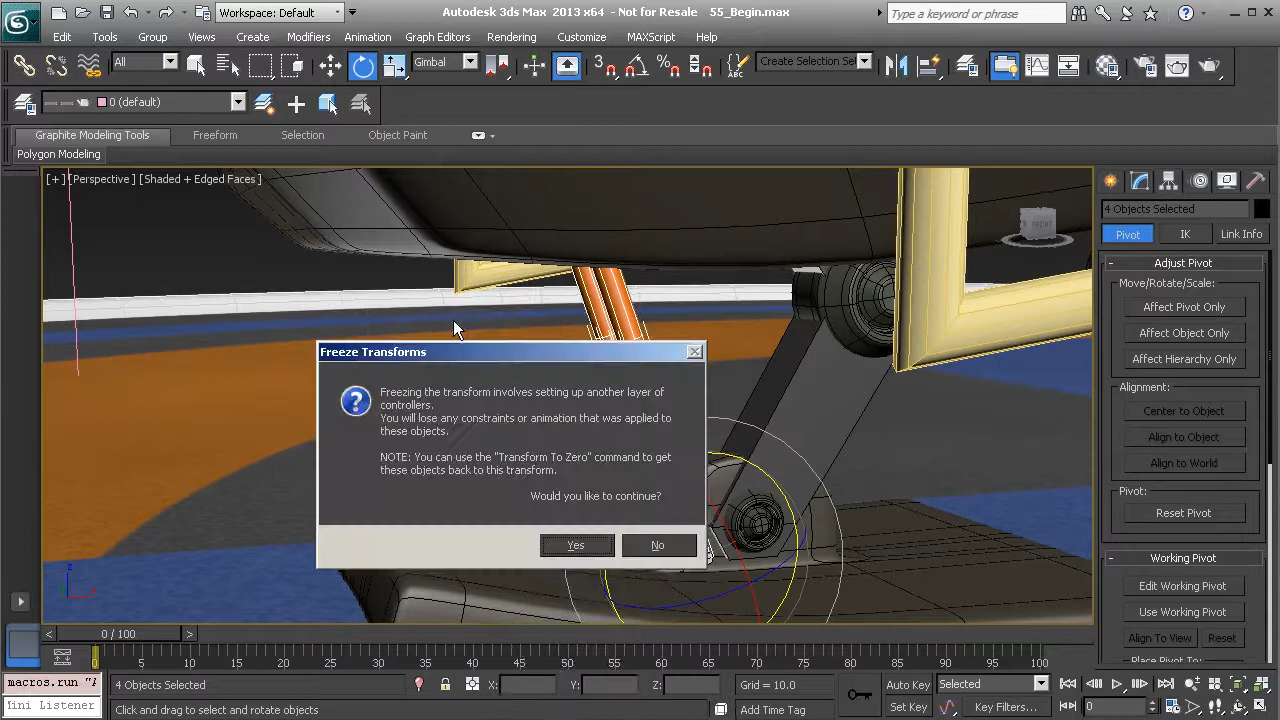 Workspace: Default
Autodesk 3ds Max 2013 x64 - Not for Resale 55_Begin.max
Type a keyword or phrase
Edit Tools Group Views Create Modifiers Animation Graph Editors Rendering Customize MAXScript Help
All
Gimbal
3
Create Selection Se
0 (default)
Graphite Modeling Tools Freeform Selection Object Paint
Polygon Modeling
[+] [Perspective] [Shaded + Edged Faces]
FRONT
4 Objects Selected
Pivot IK Link Info
- Adjust Pivot
Move/Rotate/Scale:
Affect Pivot Only
Affect Object Only
Affect Hierarchy Only
Alignment:
Center to Object
Align to Object
Align to World
Pivot:
Reset Pivot
- Working Pivot
Edit Working Pivot
Use Working Pivot
Align To View Reset
Freeze Transforms
Freezing the transform involves setting up another layer of
controllers.
You will lose any constraints or animation that was applied to
these objects.
NOTE: You can use the "Transform To Zero" command to get
these objects back to this transform.
Would you like to continue?
Yes No
z
< 0 / 100 >
0 5 10 15 20 25 30 35 40 45 50 55 60 65 70 75 80 85 90 95 100
macros.run "A
4 Objects Selected X: Y: Z: Grid = 10.0
Auto Key Selected
Mini Listener
Click and drag to select and rotate objects
Add Time Tag
Set Key Key Filters... 0